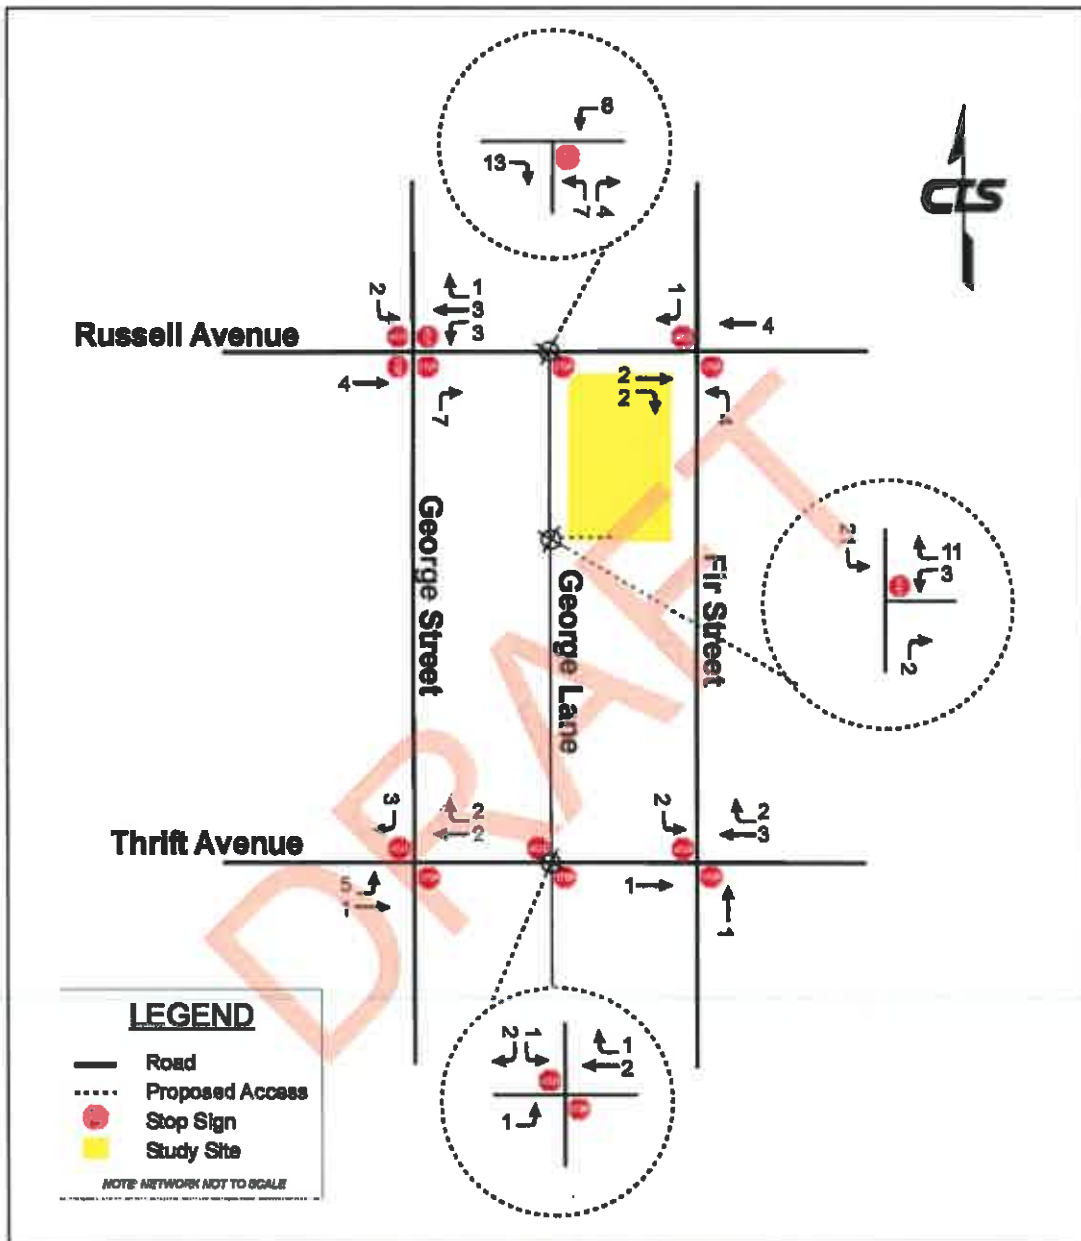 8
13
7
4
CTS
2
1
3
3
1
4
Russell Avenue
4
7
2
2
George Street
George Lane
Fir Street
21
11
3
2
DRAFT
3
2
2
2
2
3
Thrift Avenue
5
1
1
1
LEGEND
Road
Proposed Access
Stop Sign
Study Site
NOTE: NETWORK NOT TO SCALE
2
1
1
2
1